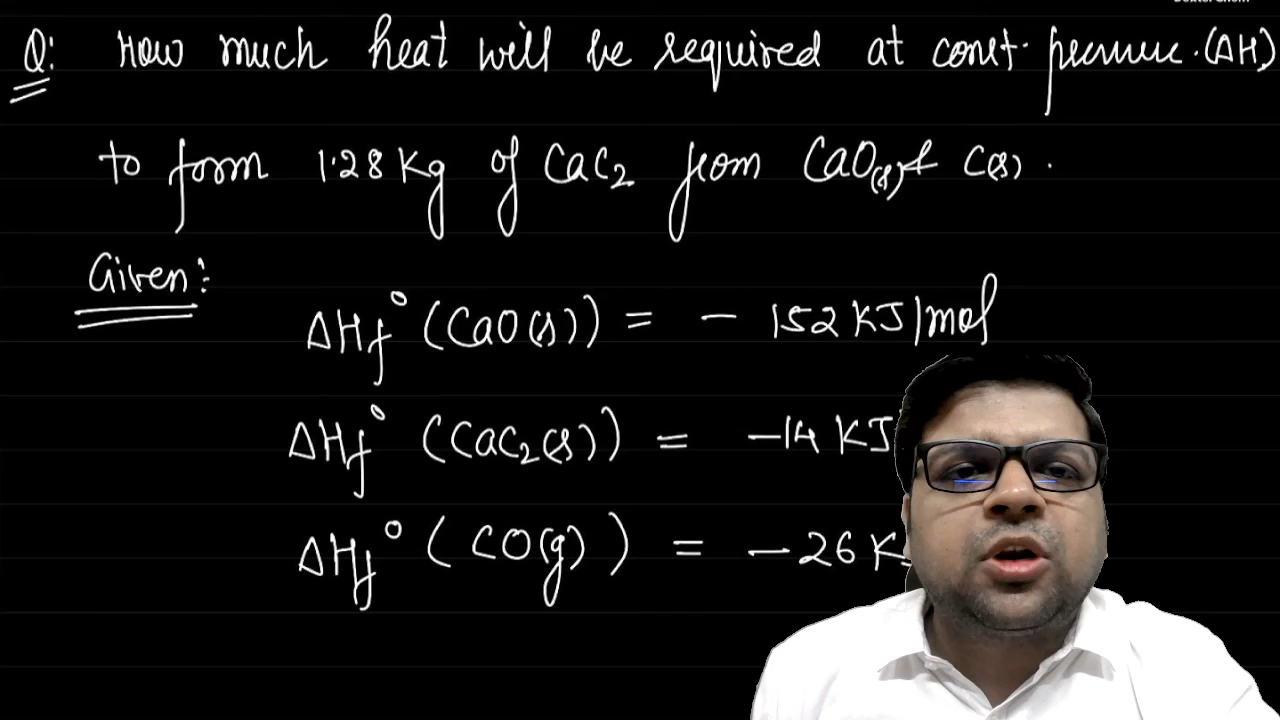 Q: How much heat will be required at const. pressure. (ΔH)
to form 1.28 Kg of CaC₂ from CaO(s) & C(s).
Given:
ΔHf° (CaO(s)) = - 152 KJ/mol
ΔHf° (CaC₂(s)) = -14 KJ
ΔHf° (CO(g)) = -26 K